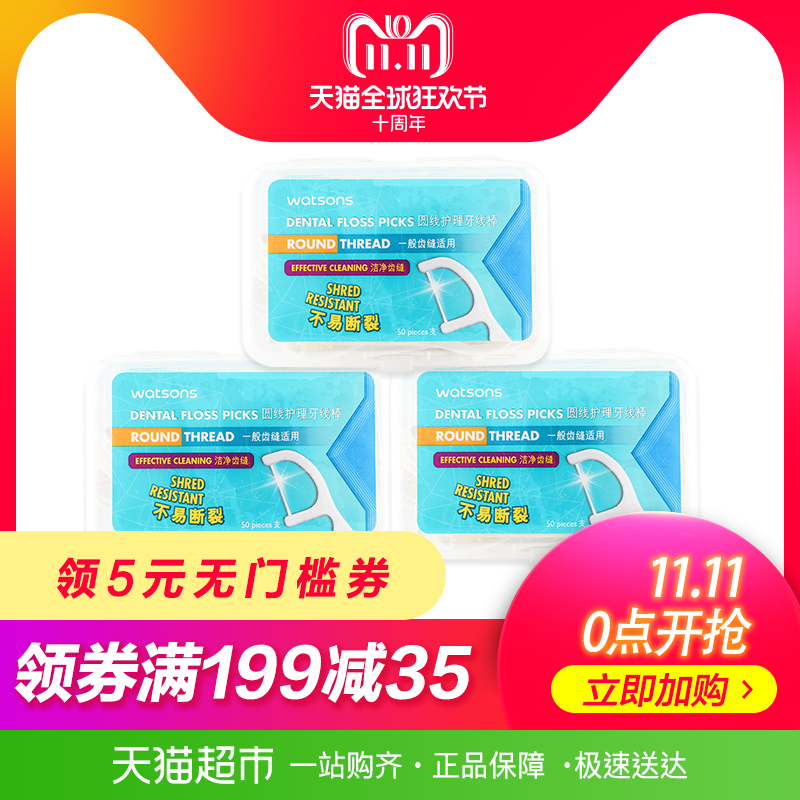 10
11.11
天猫全球狂欢节
十周年
watsons
DENTAL FLOSS PICKS 圆线护理牙线棒
ROUND THREAD 一般齿缝适用
EFFECTIVE CLEANING 洁净齿缝
SHRED
RESISTANT
不易断裂
50 pieces 支
watsons
DENTAL FLOSS PICKS 圆线护理牙线棒
ROUND THREAD 一般齿缝适用
EFFECTIVE CLEANING 洁净齿缝
SHRED
RESISTANT
不易断裂
50 pieces 支
watsons
DENTAL FLOSS PICKS 圆线护理牙线棒
ROUND THREAD 一般齿缝适用
EFFECTIVE CLEANING 洁净齿缝
SHRED
RESISTANT
不易断裂
50 pieces 支
领5元无门槛券
领券满199减35
11.11
0点开抢
立即加购 >
天猫超市 一站购齐·正品保障 ·极速送达